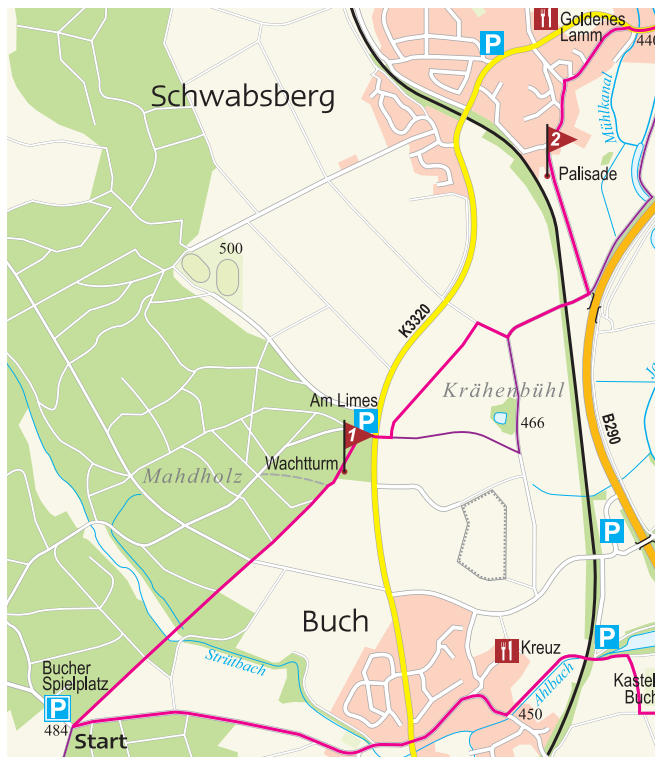 P
Goldenes
Lamm
440
Schwabsberg
Mühlkanal
2
Palisade
500
K3320
Am Limes
P
Krähenbühl
1
466
B290
Wachtturm
Mahdholz
P
Buch
P
Kreuz
Bucher
Spielplatz
Strütbach
Ahlbach
Kastel
Buch
P
484
Start
450